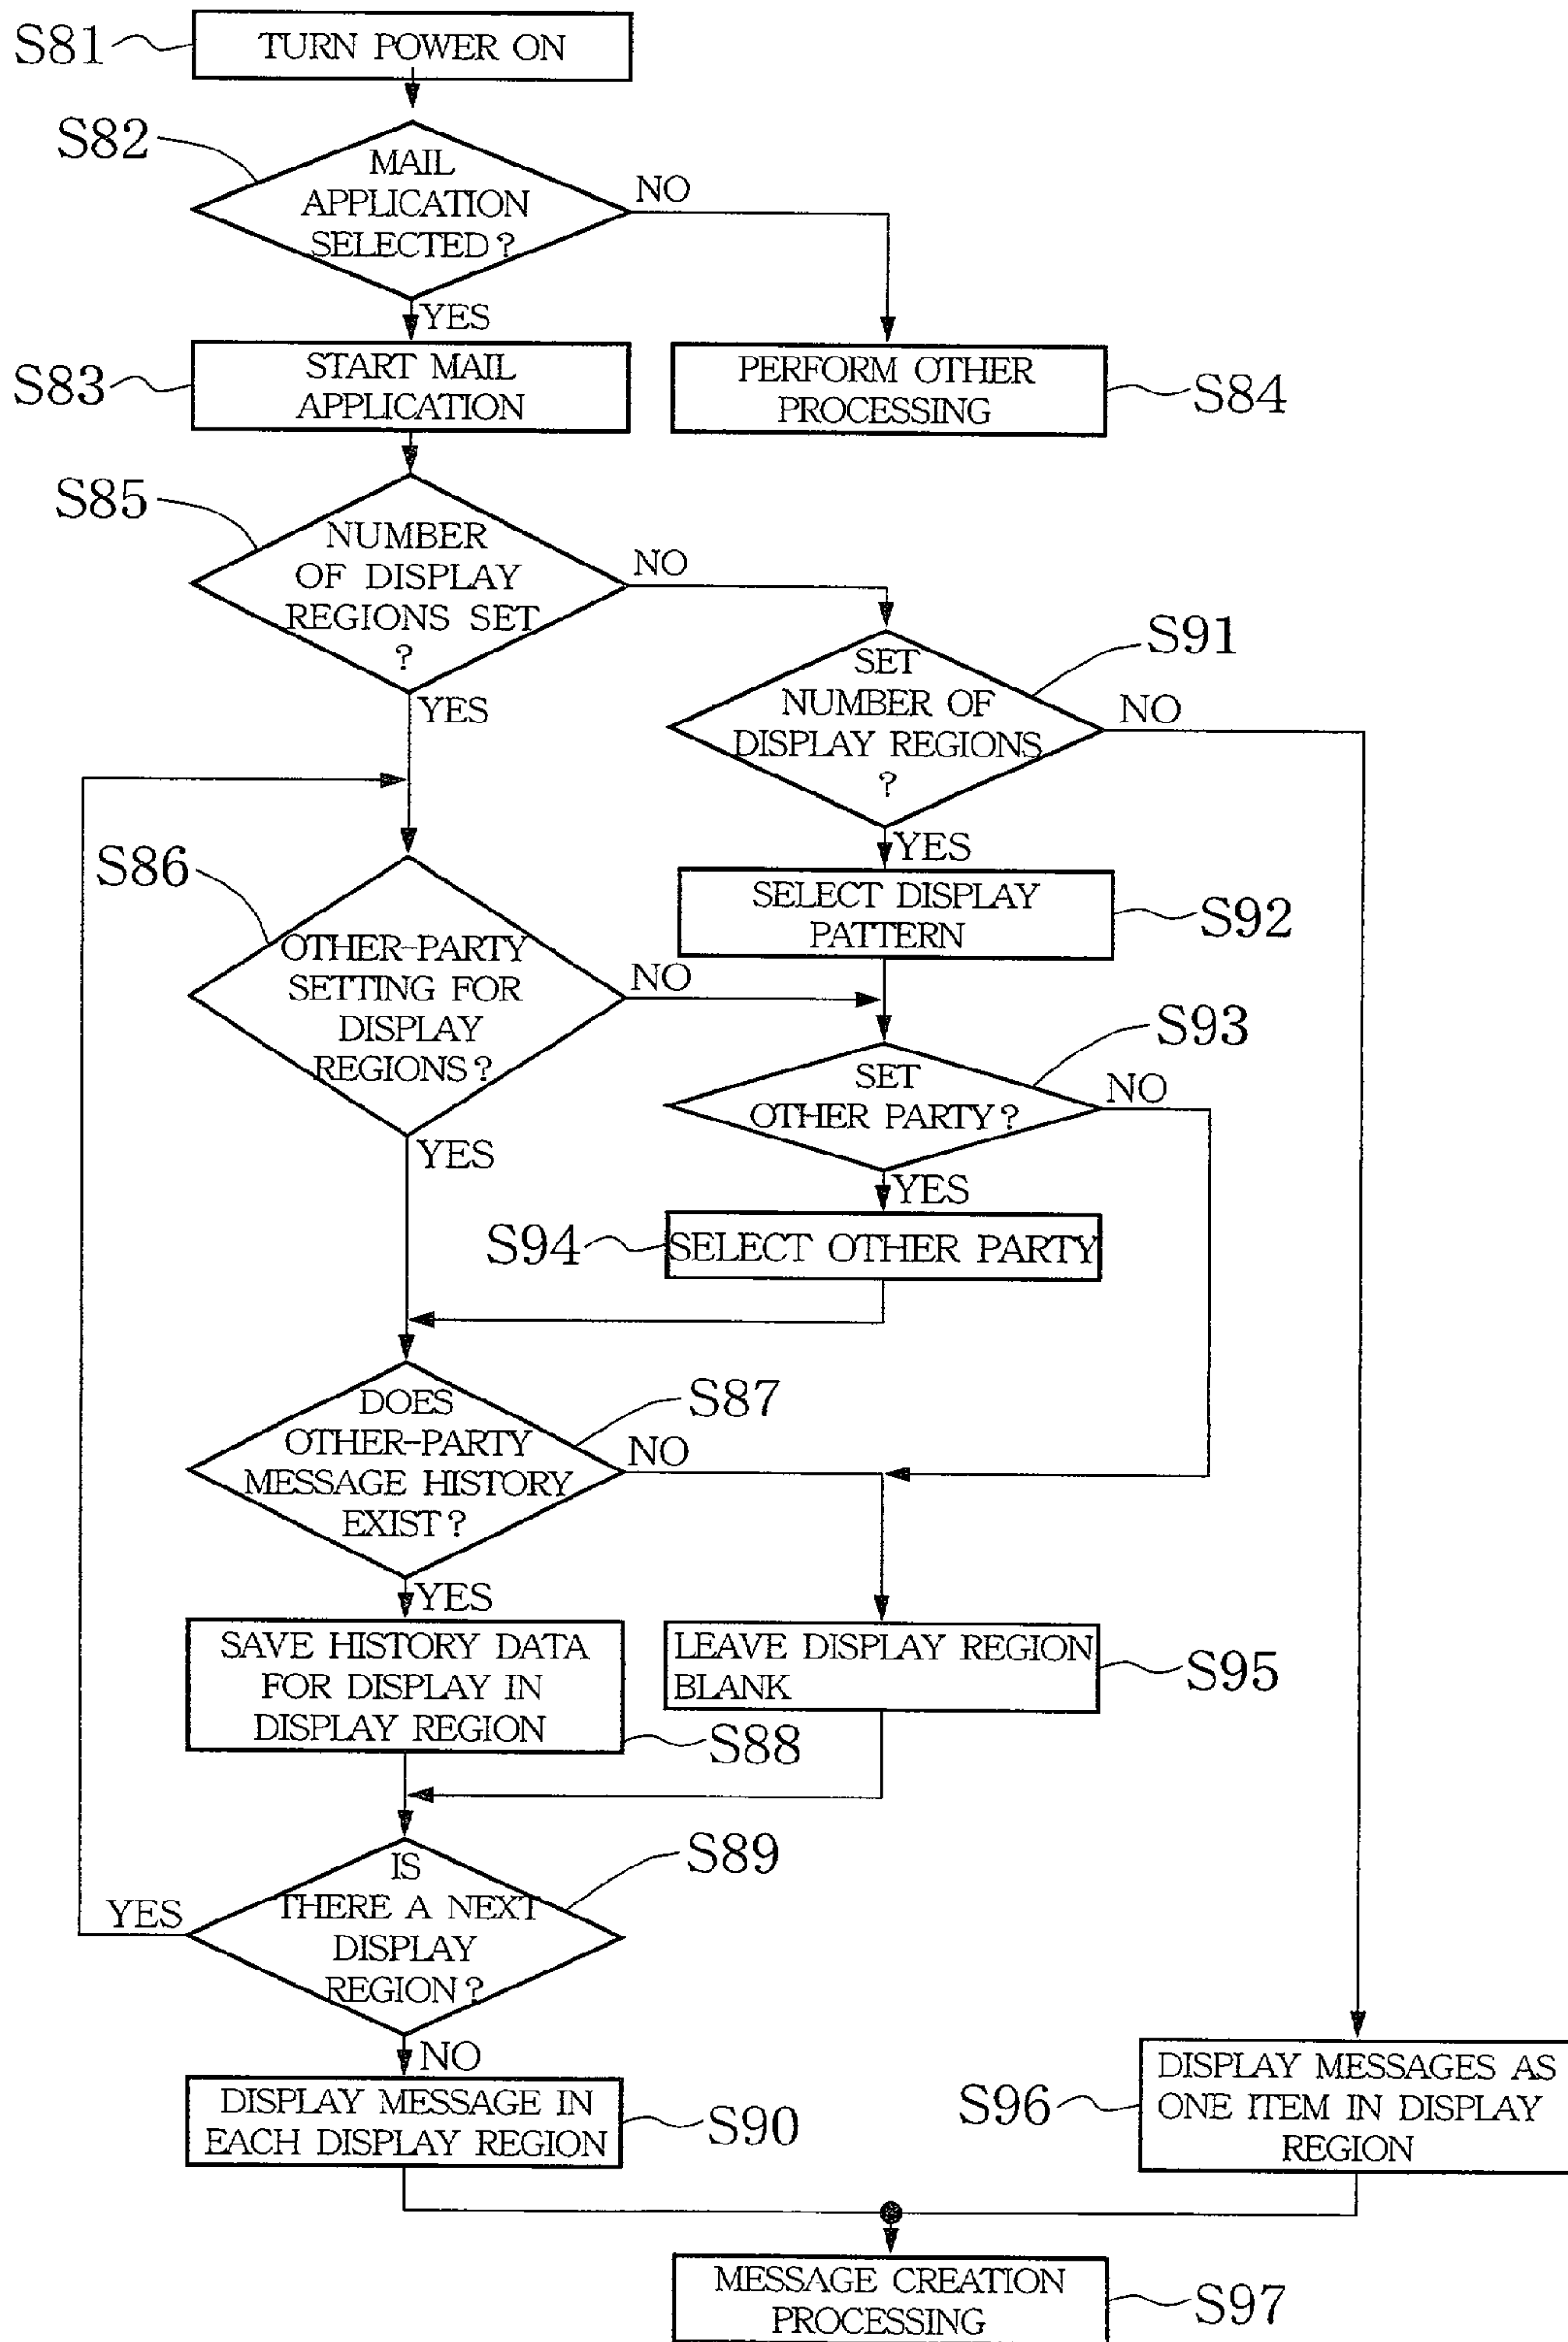 S81
TURN POWER ON
S82
MAIL
APPLICATION
SELECTED?
NO
YES
S83
START MAIL
APPLICATION
PERFORM OTHER
PROCESSING
S84
S85
NUMBER
OF DISPLAY
REGIONS SET
?
NO
YES
S91
SET
NUMBER OF
DISPLAY REGIONS
?
NO
YES
S86
OTHER-PARTY
SETTING FOR
DISPLAY
REGIONS?
NO
YES
SELECT DISPLAY
PATTERN
S92
S93
SET
OTHER PARTY?
NO
YES
S94
SELECT OTHER PARTY
S87
DOES
OTHER-PARTY
MESSAGE HISTORY
EXIST?
NO
YES
SAVE HISTORY DATA
FOR DISPLAY IN
DISPLAY REGION
S88
LEAVE DISPLAY REGION
BLANK
S95
S89
IS
THERE A NEXT
DISPLAY
REGION?
YES
NO
DISPLAY MESSAGE IN
EACH DISPLAY REGION
S90
S96
DISPLAY MESSAGES AS
ONE ITEM IN DISPLAY
REGION
MESSAGE CREATION
PROCESSING
S97